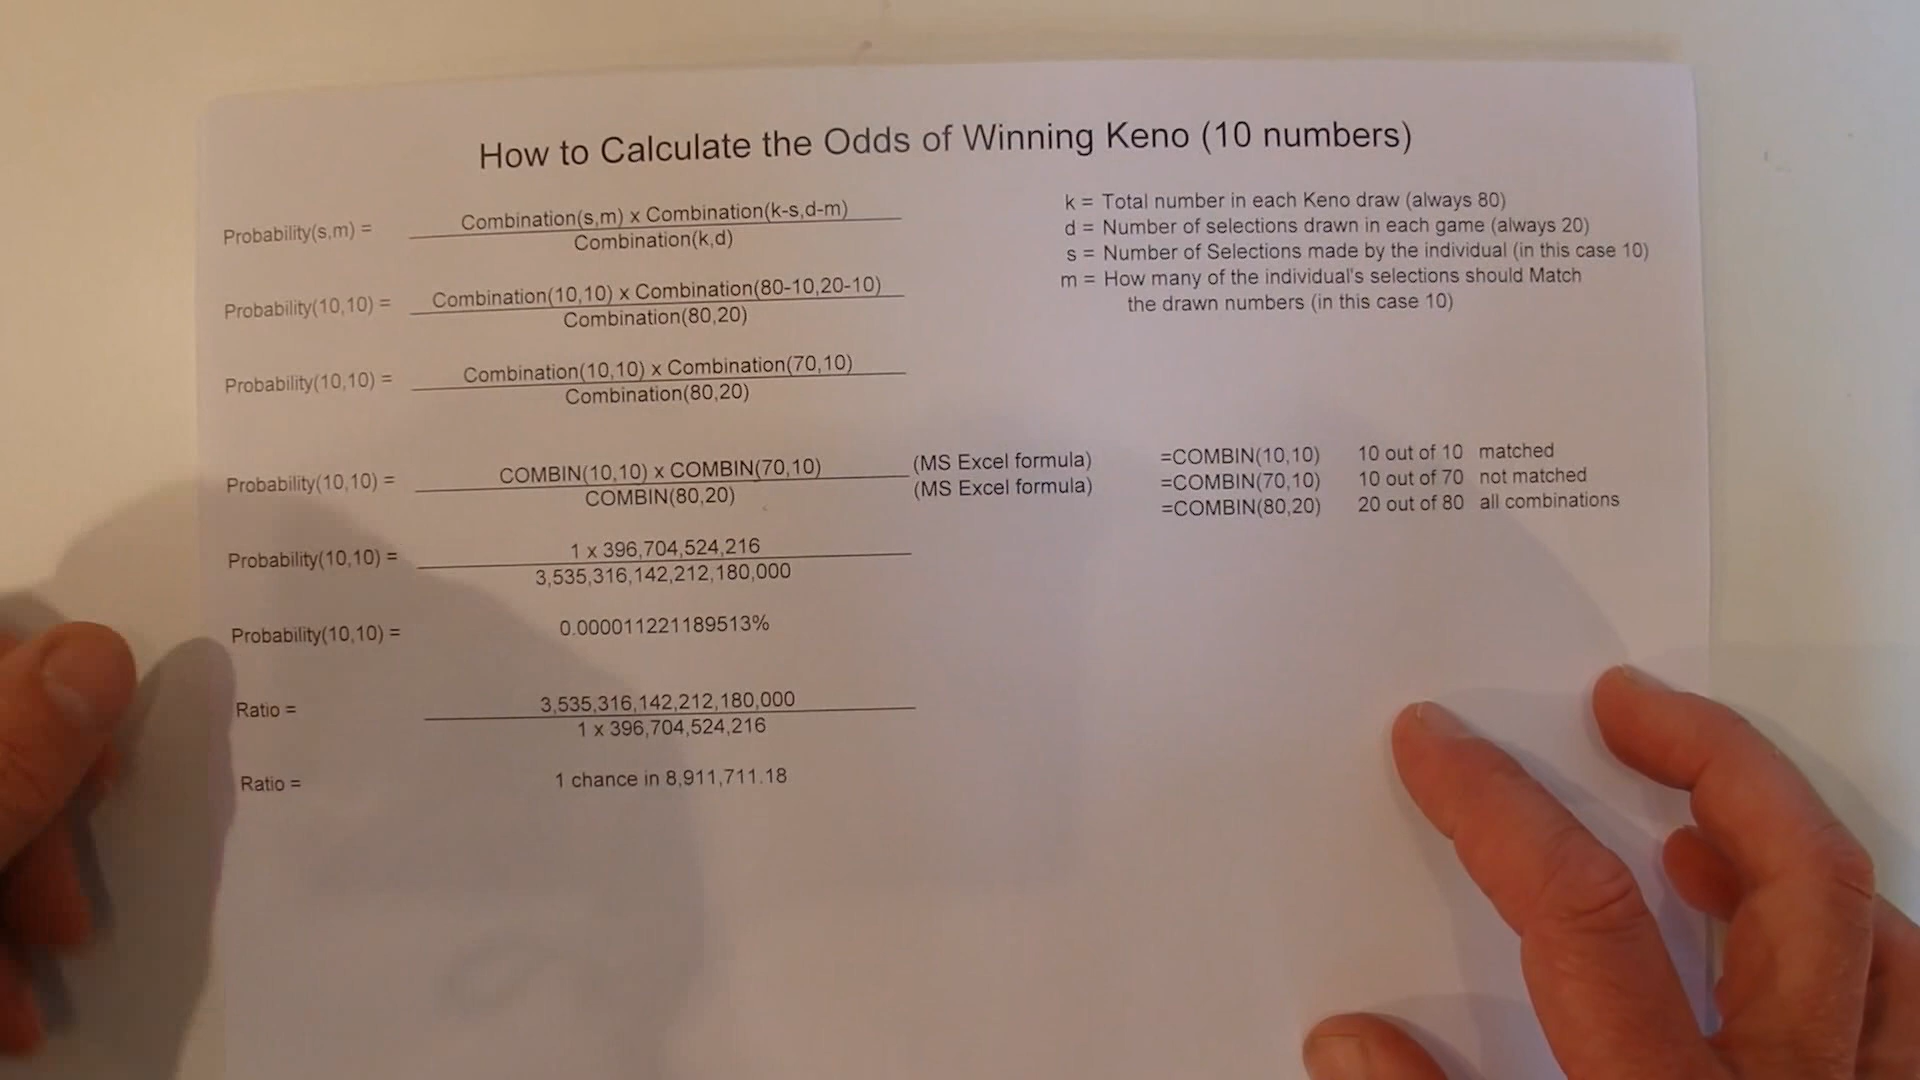 How to Calculate the Odds of Winning Keno (10 numbers)
Probability(s,m) =
Combination(s,m) x Combination(k-s,d-m)
Combination(k,d)
k = Total number in each Keno draw (always 80)
d = Number of selections drawn in each game (always 20)
s = Number of Selections made by the individual (in this case 10)
m = How many of the individual's selections should Match
the drawn numbers (in this case 10)
Probability(10,10) =
Combination(10,10) x Combination(80-10,20-10)
Combination(80,20)
Probability(10,10) =
Combination(10,10) x Combination(70,10)
Combination(80,20)
Probability(10,10) =
COMBIN(10,10) x COMBIN(70,10) (MS Excel formula)
COMBIN(80,20) (MS Excel formula)
=COMBIN(10,10) 10 out of 10 matched
=COMBIN(70,10) 10 out of 70 not matched
=COMBIN(80,20) 20 out of 80 all combinations
Probability(10,10) =
1 x 396,704,524,216
3,535,316,142,212,180,000
Probability(10,10) = 0.000011221189513%
Ratio =
3,535,316,142,212,180,000
1 x 396,704,524,216
Ratio = 1 chance in 8,911,711.18